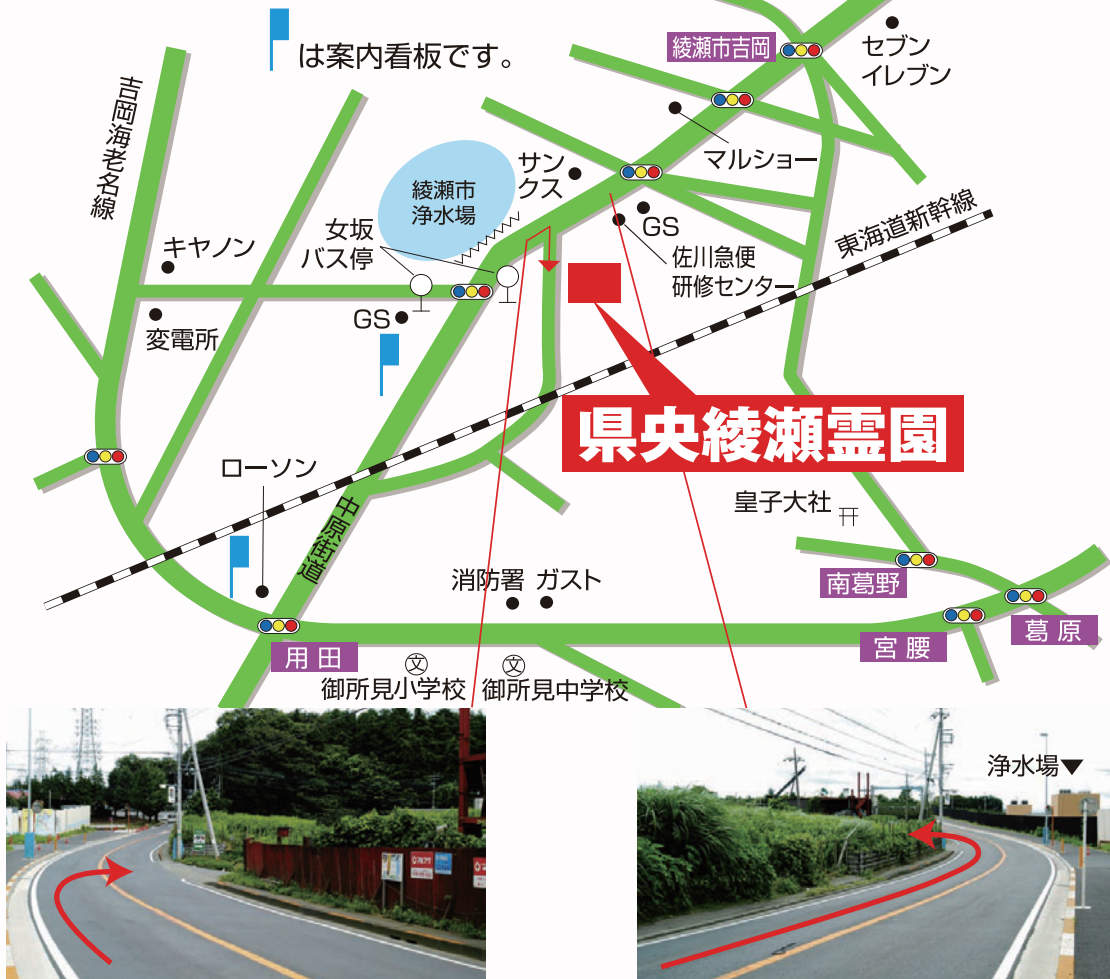 は案内看板です。
綾瀬市吉岡
セブン
イレブン
吉岡海老名線
マルショー
サン
クス
綾瀬市
浄水場
女坂
バス停
GS
佐川急便
研修センター
東海道新幹線
キヤノン
変電所
GS
県央綾瀬霊園
ローソン
中原街道
皇子大社
消防署
ガスト
南葛野
葛原
宮腰
用田
文
御所見小学校
文
御所見中学校
浄水場▼